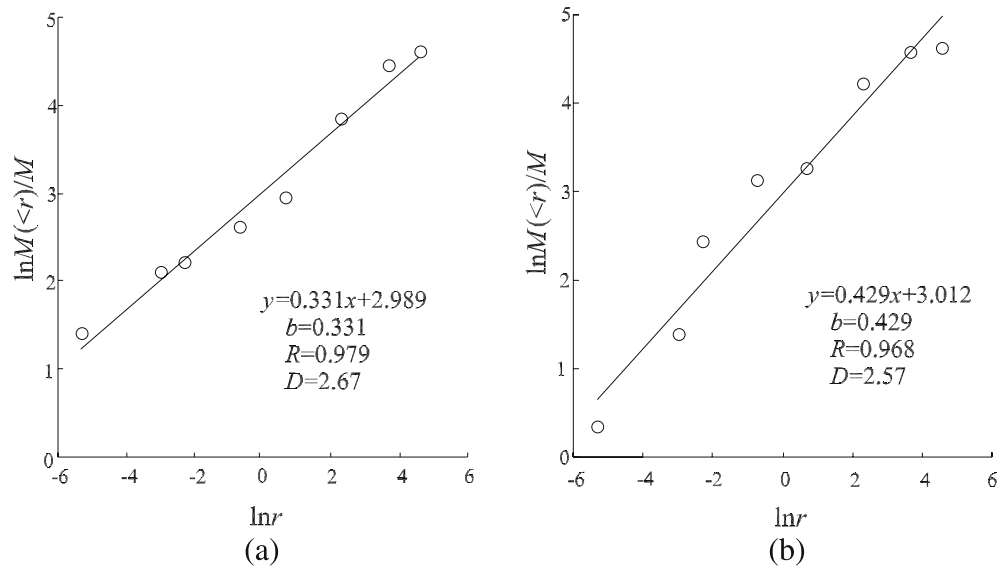 5
4
3
2
1
0
-6
-4
-2
0
2
4
6
lnM(<r)/M
lnr
y=0.331x+2.989
b=0.331
R=0.979
D=2.67
(a)
5
4
3
2
1
0
-6
-4
-2
0
2
4
6
lnM(<r)/M
lnr
y=0.429x+3.012
b=0.429
R=0.968
D=2.57
(b)